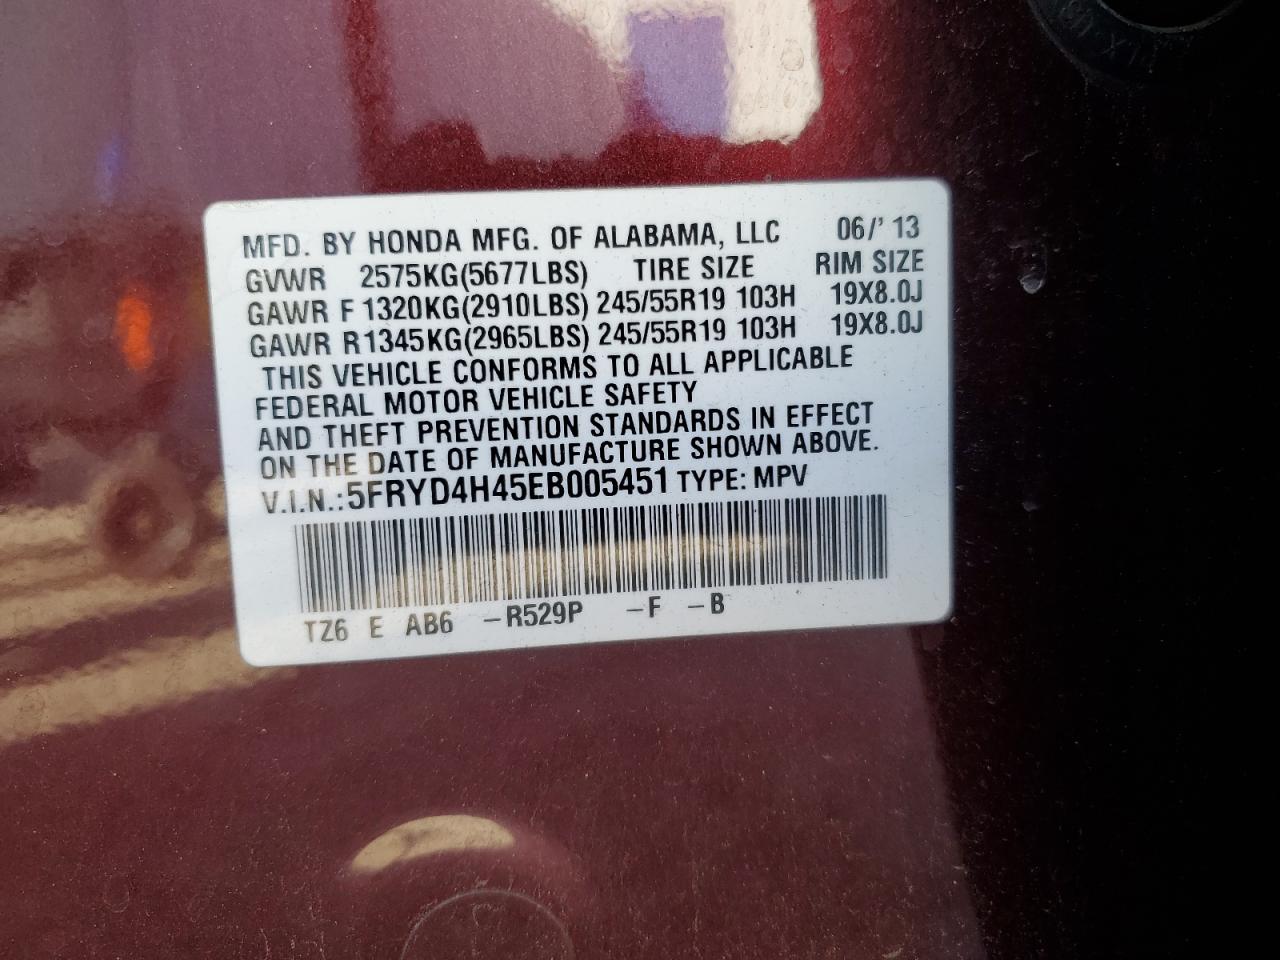 MFD. BY HONDA MFG. OF ALABAMA, LLC 06/' 13
GVWR 2575KG(5677LBS) TIRE SIZE RIM SIZE
GAWR F 1320KG(2910LBS) 245/55R19 103H 19X8.0J
GAWR R 1345KG(2965LBS) 245/55R19 103H 19X8.0J
THIS VEHICLE CONFORMS TO ALL APPLICABLE
FEDERAL MOTOR VEHICLE SAFETY
AND THEFT PREVENTION STANDARDS IN EFFECT
ON THE DATE OF MANUFACTURE SHOWN ABOVE.
V.I.N.:5FRYD4H45EB005451 TYPE: MPV
TZ6 E AB6 -R529P -F -B